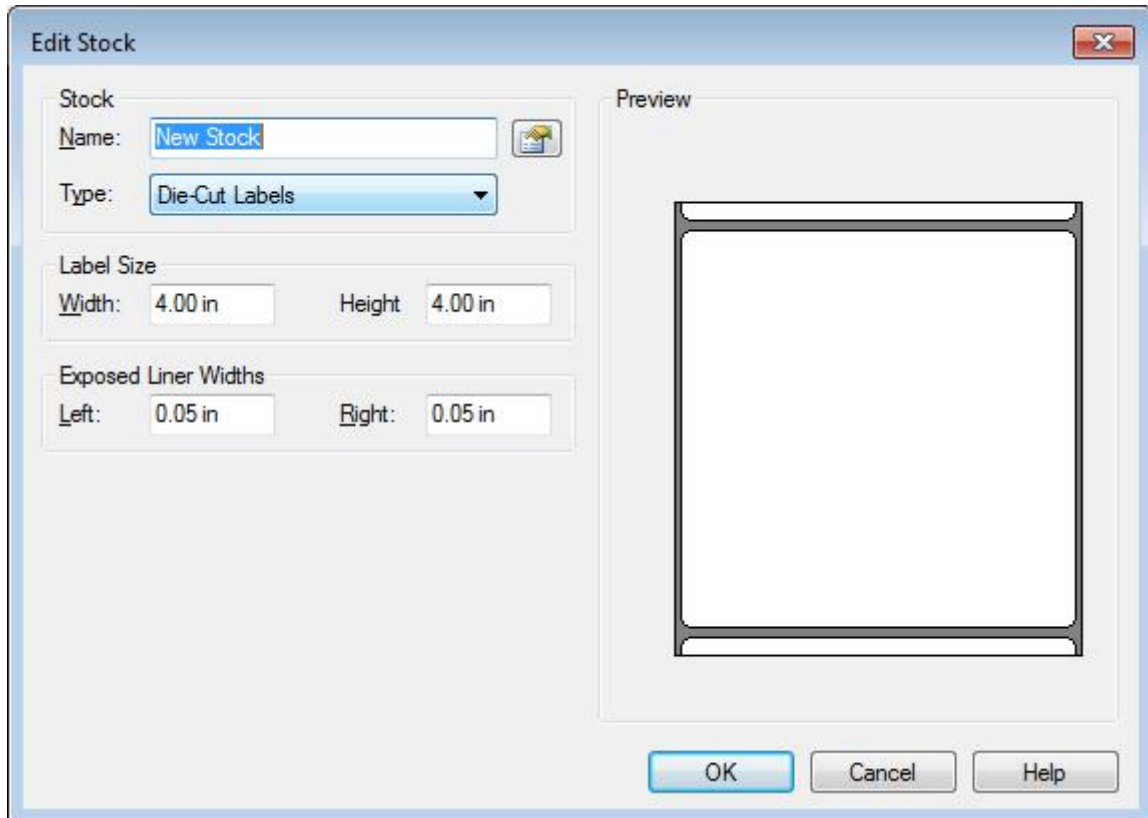 Edit Stock
Stock
Name: New Stock
Type: Die-Cut Labels
Label Size
Width: 4.00 in Height 4.00 in
Exposed Liner Widths
Left: 0.05 in Right: 0.05 in
Preview
OK Cancel Help